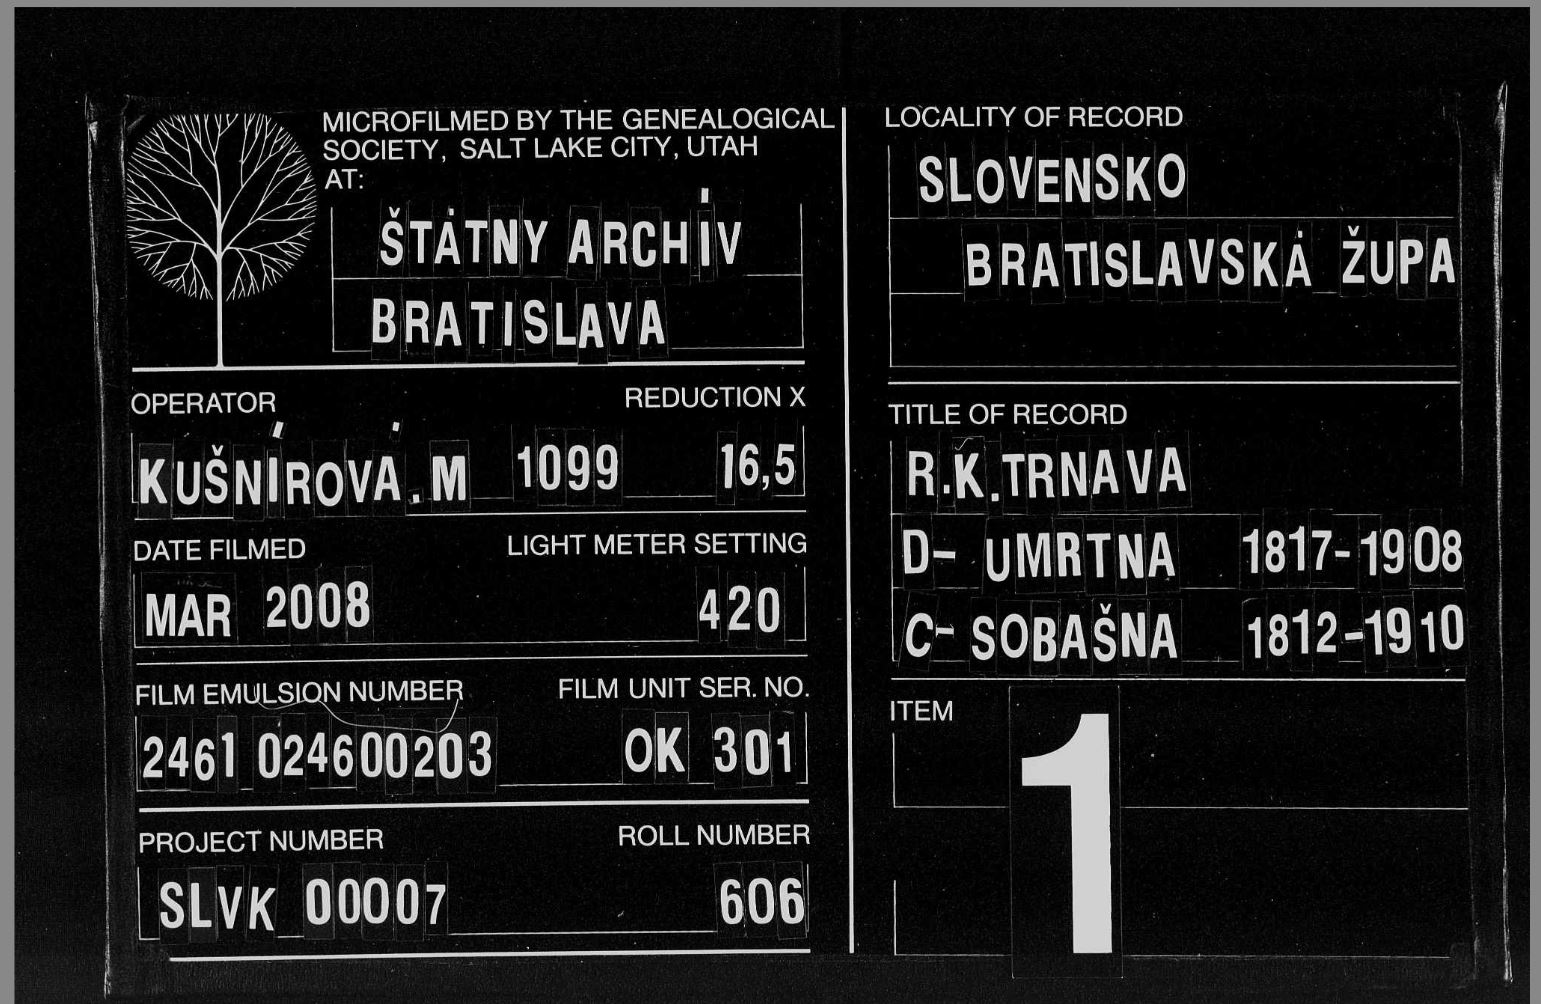 MICROFILMED BY THE GENEALOGICAL
SOCIETY, SALT LAKE CITY, UTAH
AT:
ŠTÁTNY ARCHÍV
BRATISLAVA
OPERATOR REDUCTION X
KUŠNÍROVÁ.M 1099 16,5
DATE FILMED LIGHT METER SETTING
MAR 2008 420
FILM EMULSION NUMBER FILM UNIT SER. NO.
2461 024600203 OK 301
PROJECT NUMBER ROLL NUMBER
SLVK 00007 606
LOCALITY OF RECORD
SLOVENSKO
BRATISLAVSKÁ ŽUPA
TITLE OF RECORD
R.K.TRNAVA
D- UMRTNA 1817-1908
C- SOBAŠNA 1812-1910
ITEM
1